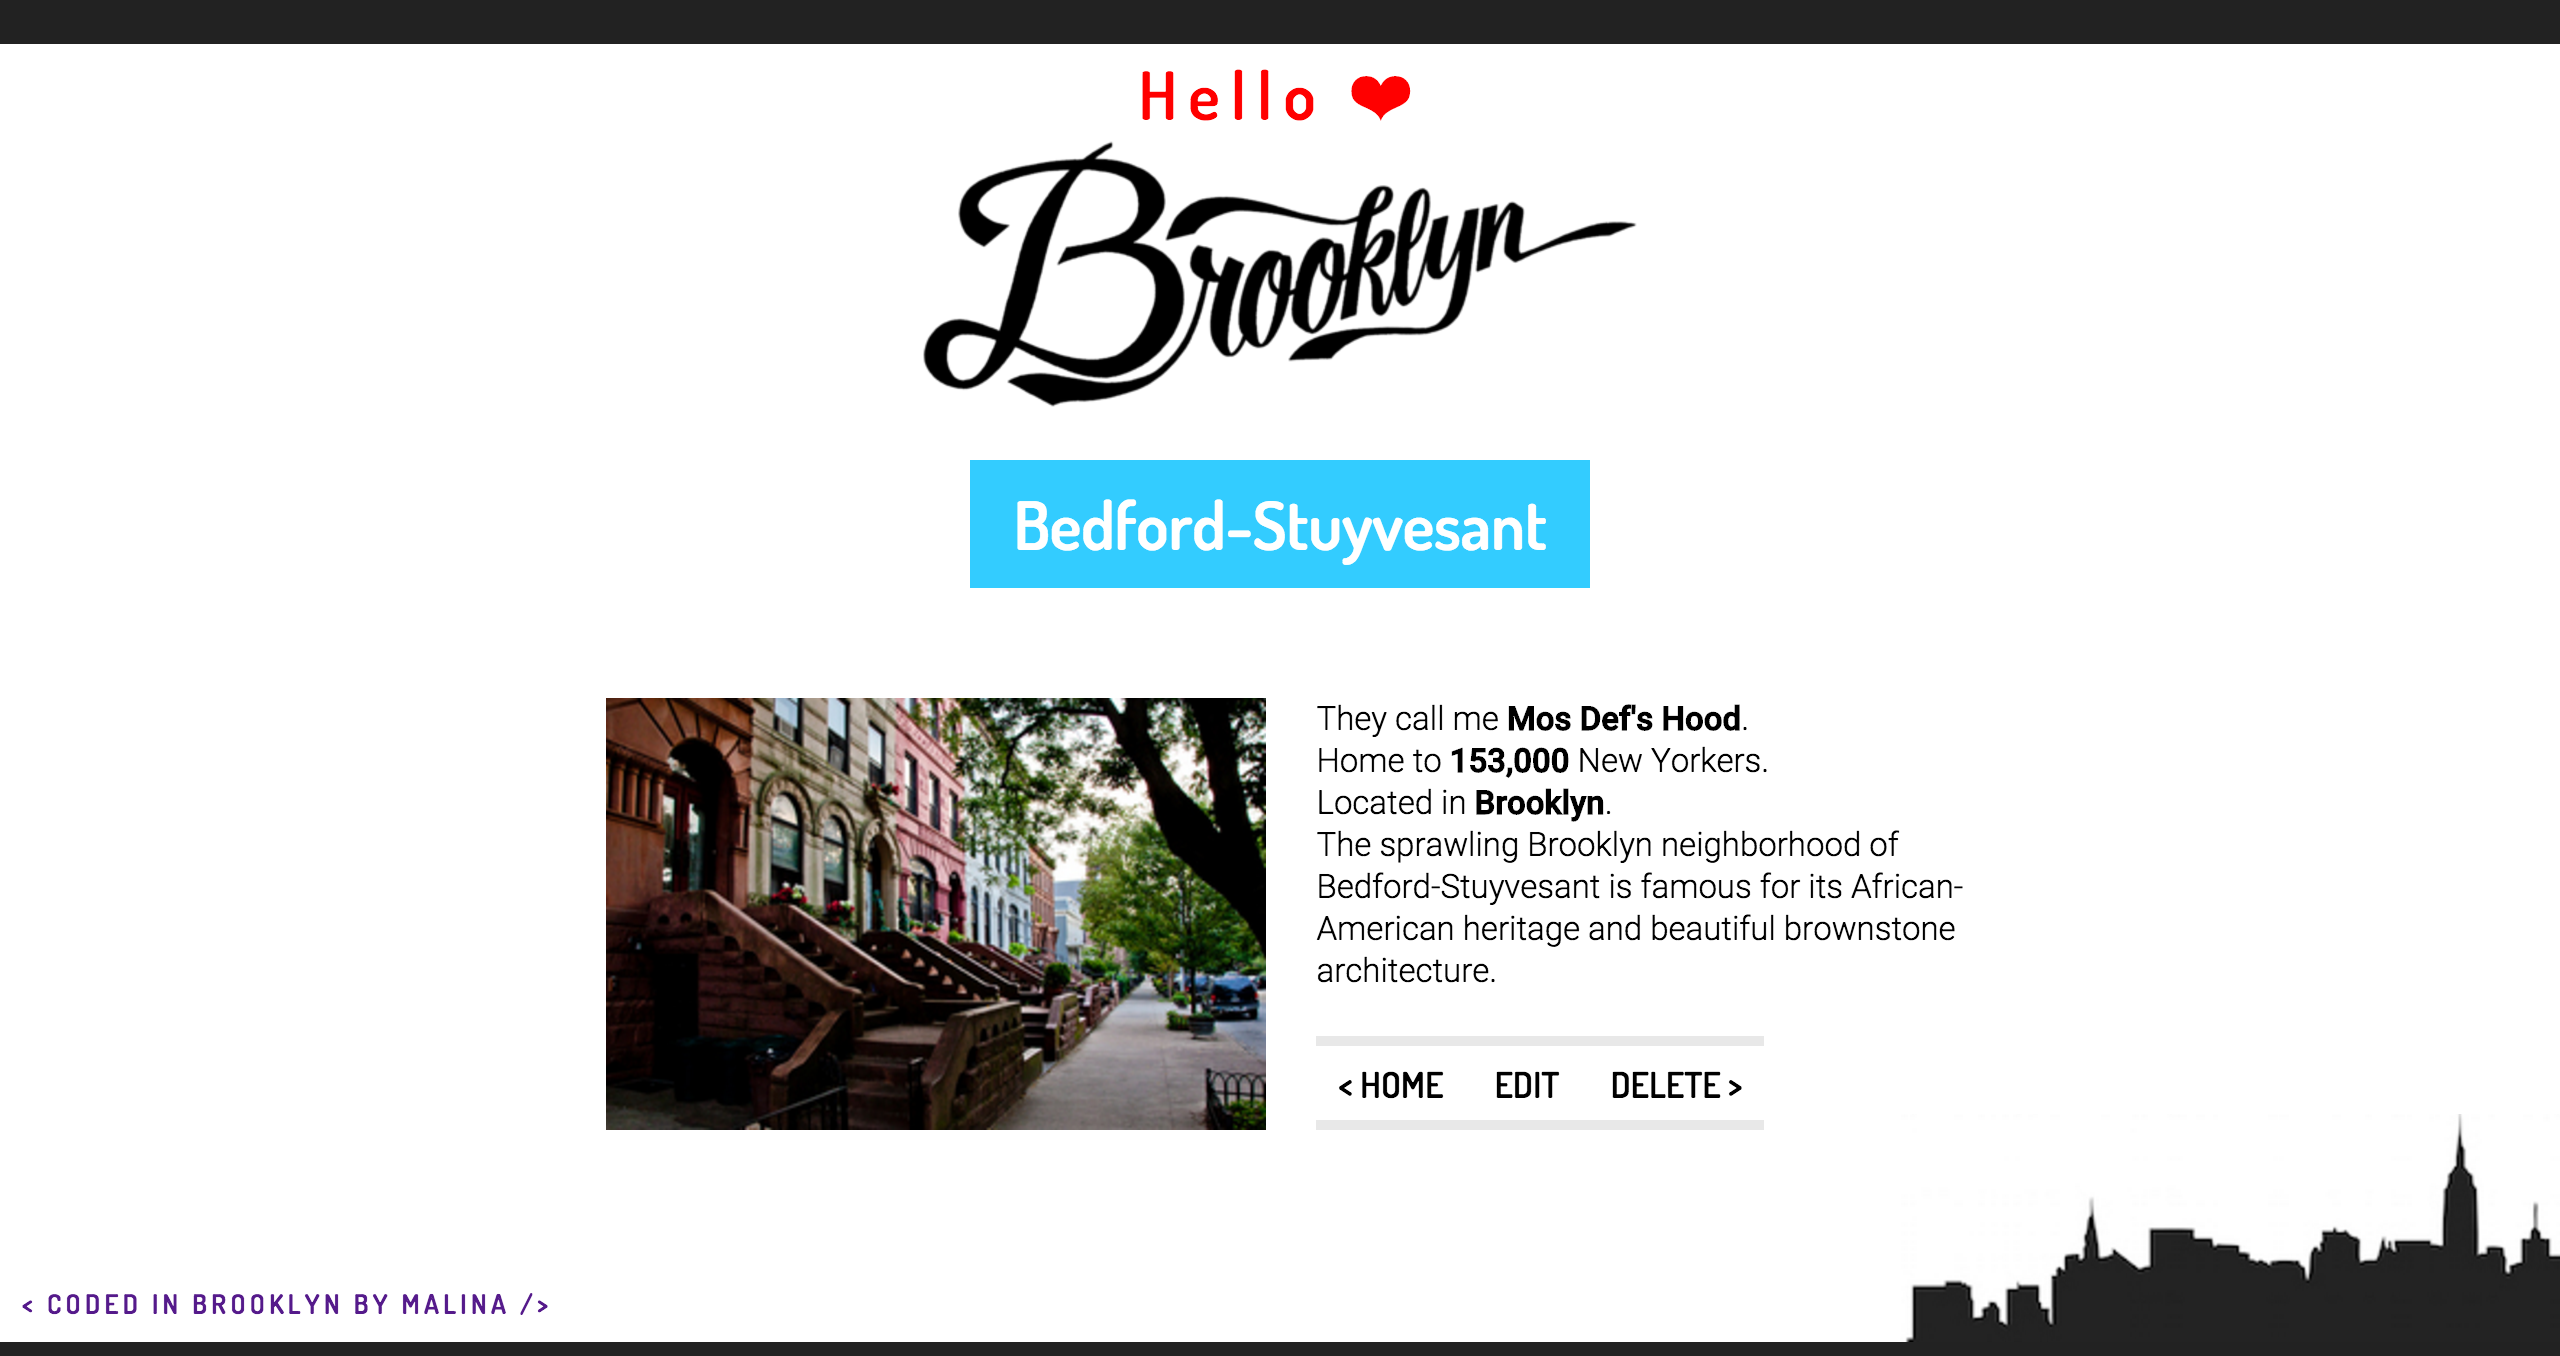 Hello ❤
Brooklyn
Bedford-Stuyvesant
They call me Mos Def's Hood.
Home to 153,000 New Yorkers.
Located in Brooklyn.
The sprawling Brooklyn neighborhood of
Bedford-Stuyvesant is famous for its African-
American heritage and beautiful brownstone
architecture.
< HOME EDIT DELETE >
< CODED IN BROOKLYN BY MALINA />